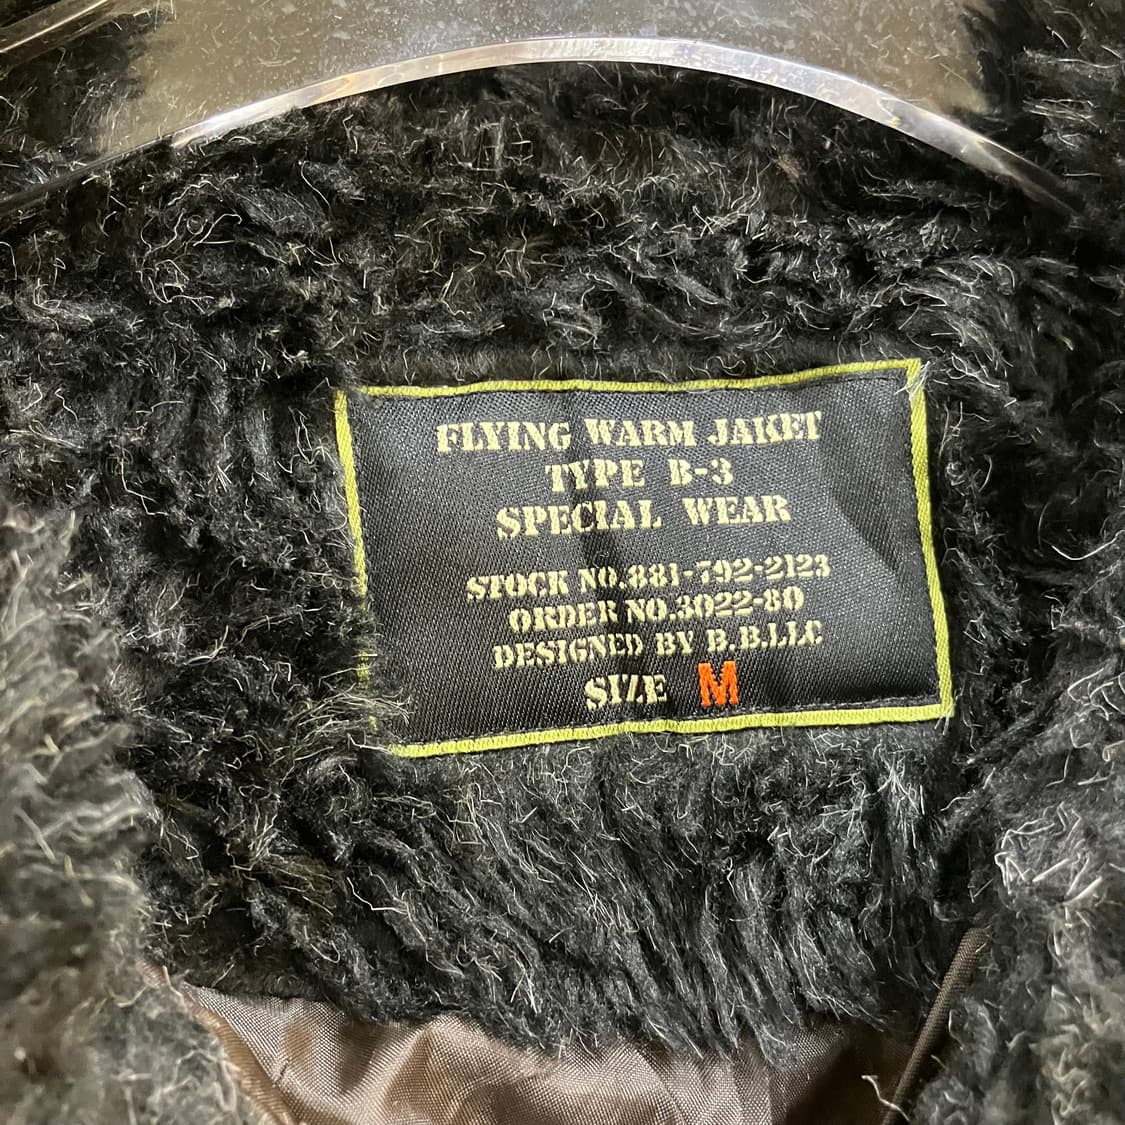 FLYING WARM JAKET
TYPE B-3
SPECIAL WEAR
STOCK NO.881-792-2123
ORDER NO.3022-80
DESIGNED BY B.B.LLC
SIZE M